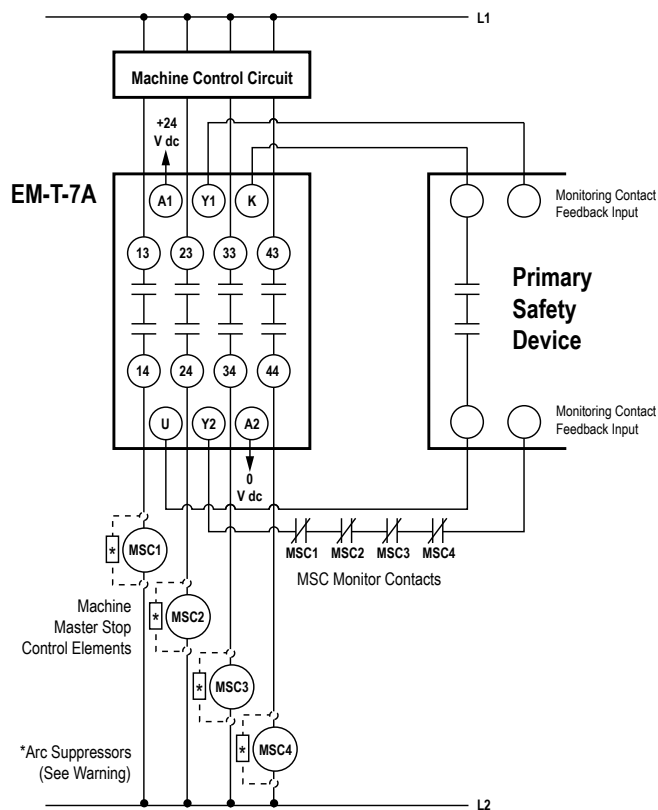 L1
Machine Control Circuit
+24
V dc
EM-T-7A
A1
Y1
K
Monitoring Contact
Feedback Input
13
23
33
43
Primary
Safety
Device
14
24
34
44
U
Y2
A2
Monitoring Contact
Feedback Input
0
V dc
*
MSC1
MSC1
MSC2
MSC3
MSC4
MSC Monitor Contacts
Machine
Master Stop
Control Elements
*
MSC2
*
MSC3
*
MSC4
*Arc Suppressors
(See Warning)
L2